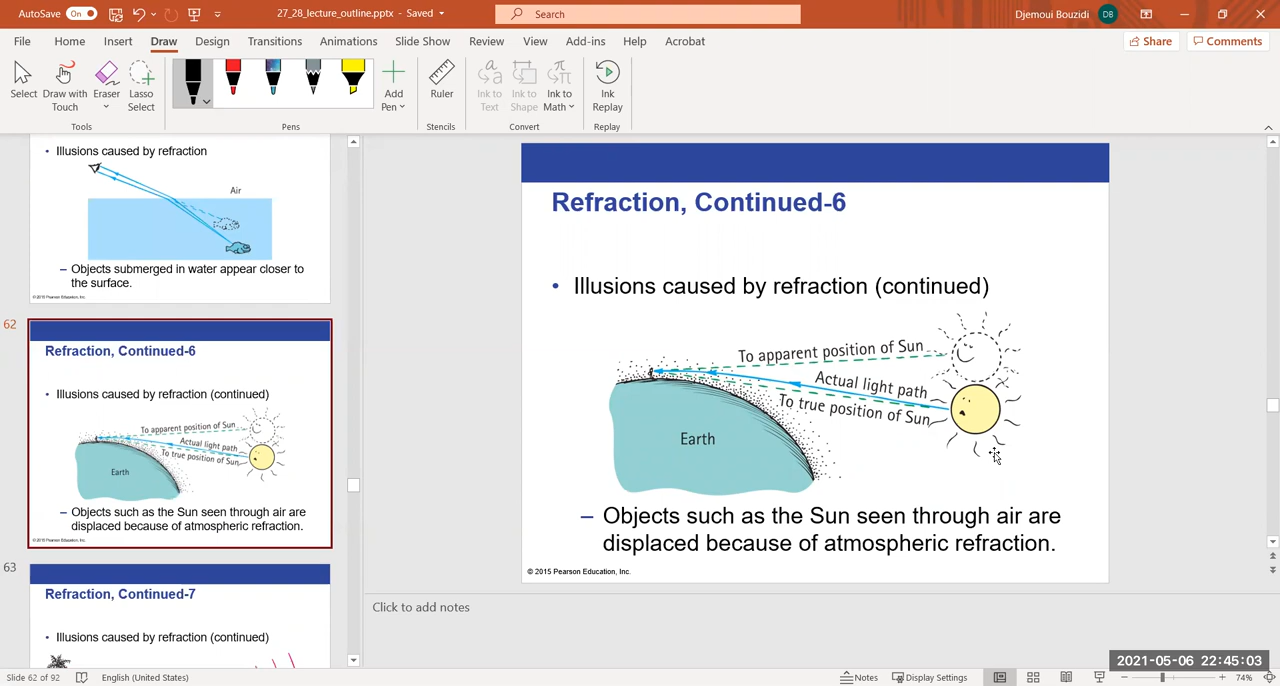 AutoSave On 27_28_lecture_outline.pptx - Saved Search Djemoui Bouzidi DB
File Home Insert Draw Design Transitions Animations Slide Show Review View Add-ins Help Acrobat Share Comments
Select Draw with Touch Eraser Lasso Select Add Pen Ruler Ink to Text Ink to Shape Ink to Math Ink Replay
Tools Pens Stencils Convert Replay
• Illusions caused by refraction
Air
– Objects submerged in water appear closer to
the surface.
© 2015 Pearson Education, Inc.
62
Refraction, Continued-6
• Illusions caused by refraction (continued)
To apparent position of Sun
Actual light path
To true position of Sun
Earth
– Objects such as the Sun seen through air are
displaced because of atmospheric refraction.
© 2015 Pearson Education, Inc.
63
Refraction, Continued-7
• Illusions caused by refraction (continued)
Refraction, Continued-6
• Illusions caused by refraction (continued)
To apparent position of Sun
Actual light path
To true position of Sun
Earth
– Objects such as the Sun seen through air are
displaced because of atmospheric refraction.
© 2015 Pearson Education, Inc.
Click to add notes
2021-05-06 22:45:03
Slide 62 of 92 English (United States) Notes Display Settings 74%